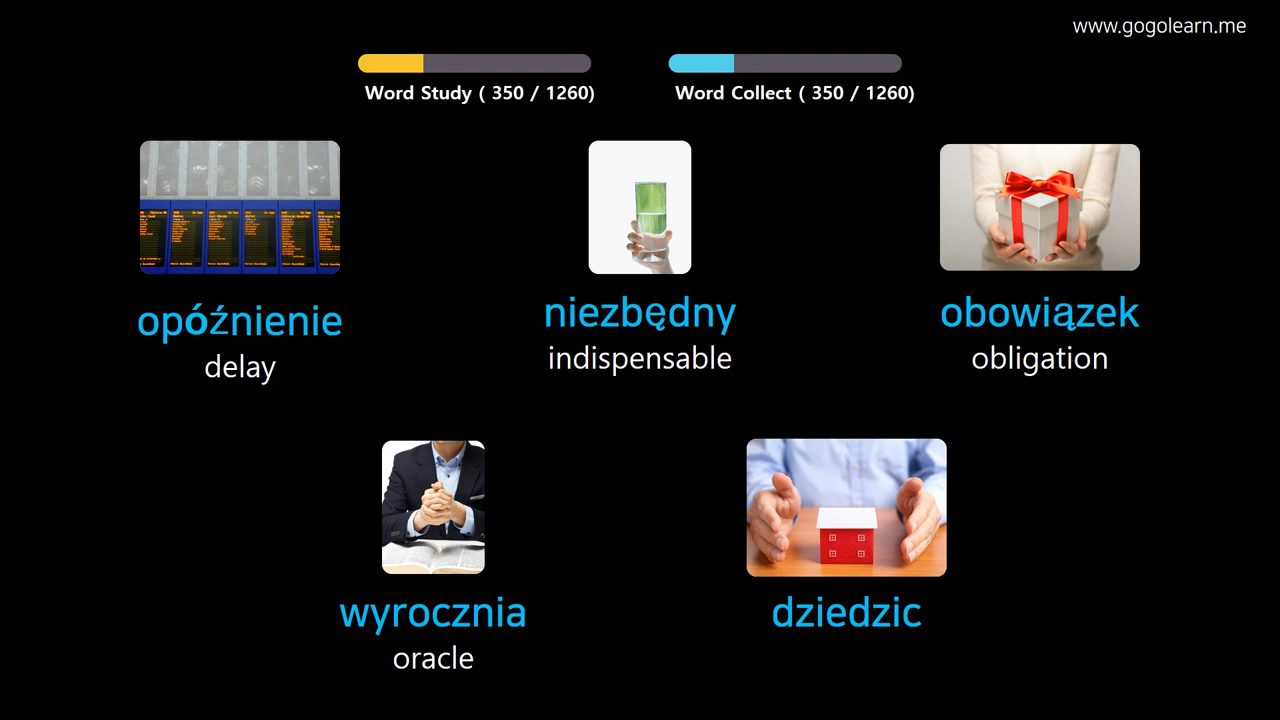 www.gogolearn.me
Word Study ( 350 / 1260)
Word Collect ( 350 / 1260)
opóźnienie
delay
niezbędny
indispensable
obowiązek
obligation
wyrocznia
oracle
dziedzic